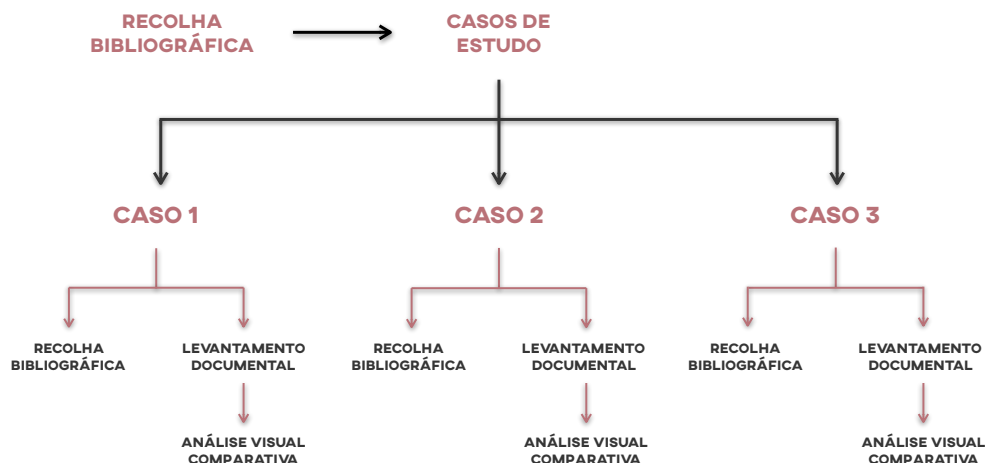 RECOLHA
BIBLIOGRÁFICA
CASOS DE
ESTUDO
CASO 1
CASO 2
CASO 3
RECOLHA
BIBLIOGRÁFICA
LEVANTAMENTO
DOCUMENTAL
RECOLHA
BIBLIOGRÁFICA
LEVANTAMENTO
DOCUMENTAL
RECOLHA
BIBLIOGRÁFICA
LEVANTAMENTO
DOCUMENTAL
ANÁLISE VISUAL
COMPARATIVA
ANÁLISE VISUAL
COMPARATIVA
ANÁLISE VISUAL
COMPARATIVA